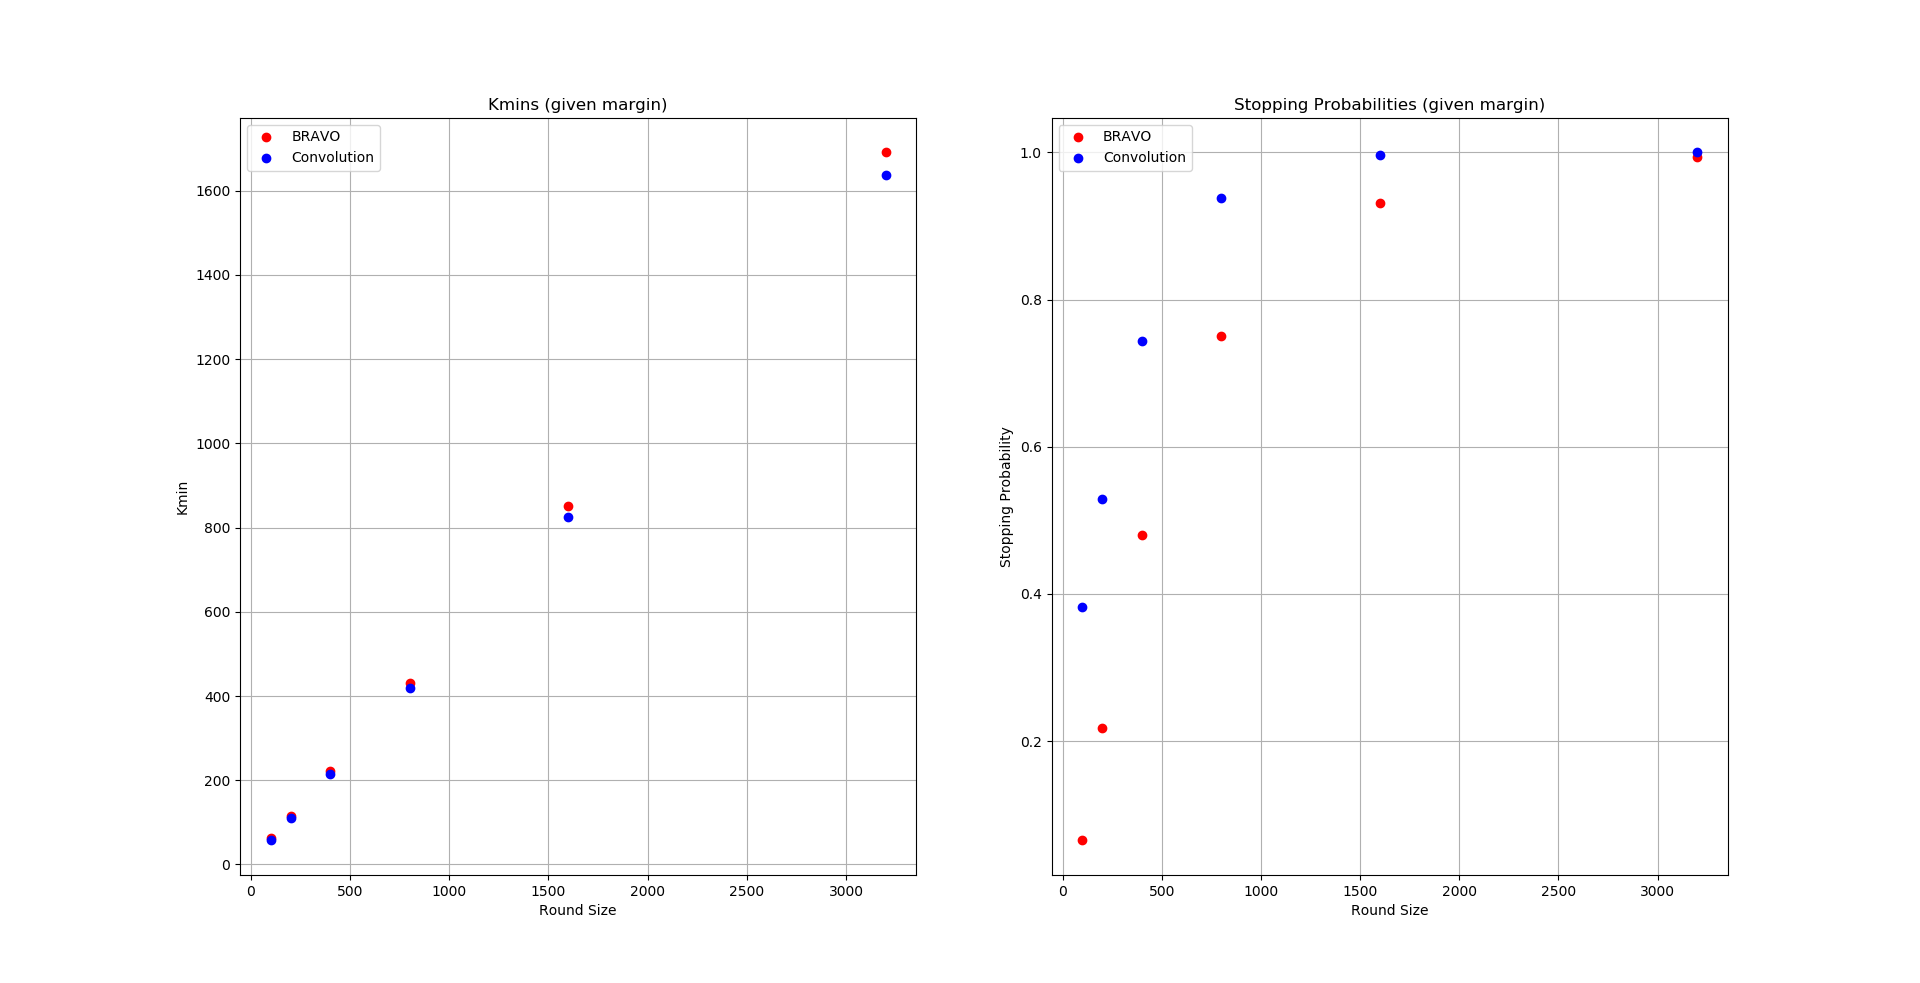 Kmins (given margin)
BRAVO
Convolution
1600
1400
1200
1000
800
600
400
200
0
Kmin
0 500 1000 1500 2000 2500 3000
Round Size
Stopping Probabilities (given margin)
BRAVO
Convolution
1.0
0.8
0.6
0.4
0.2
Stopping Probability
0 500 1000 1500 2000 2500 3000
Round Size